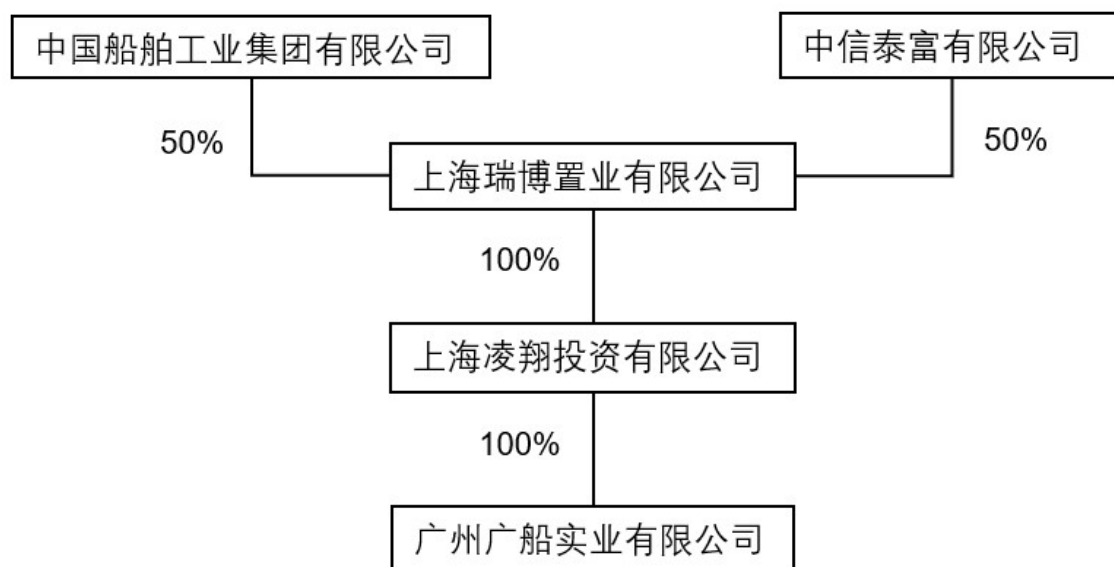 中国船舶工业集团有限公司
中信泰富有限公司
50%
50%
上海瑞博置业有限公司
100%
上海凌翔投资有限公司
100%
广州广船实业有限公司